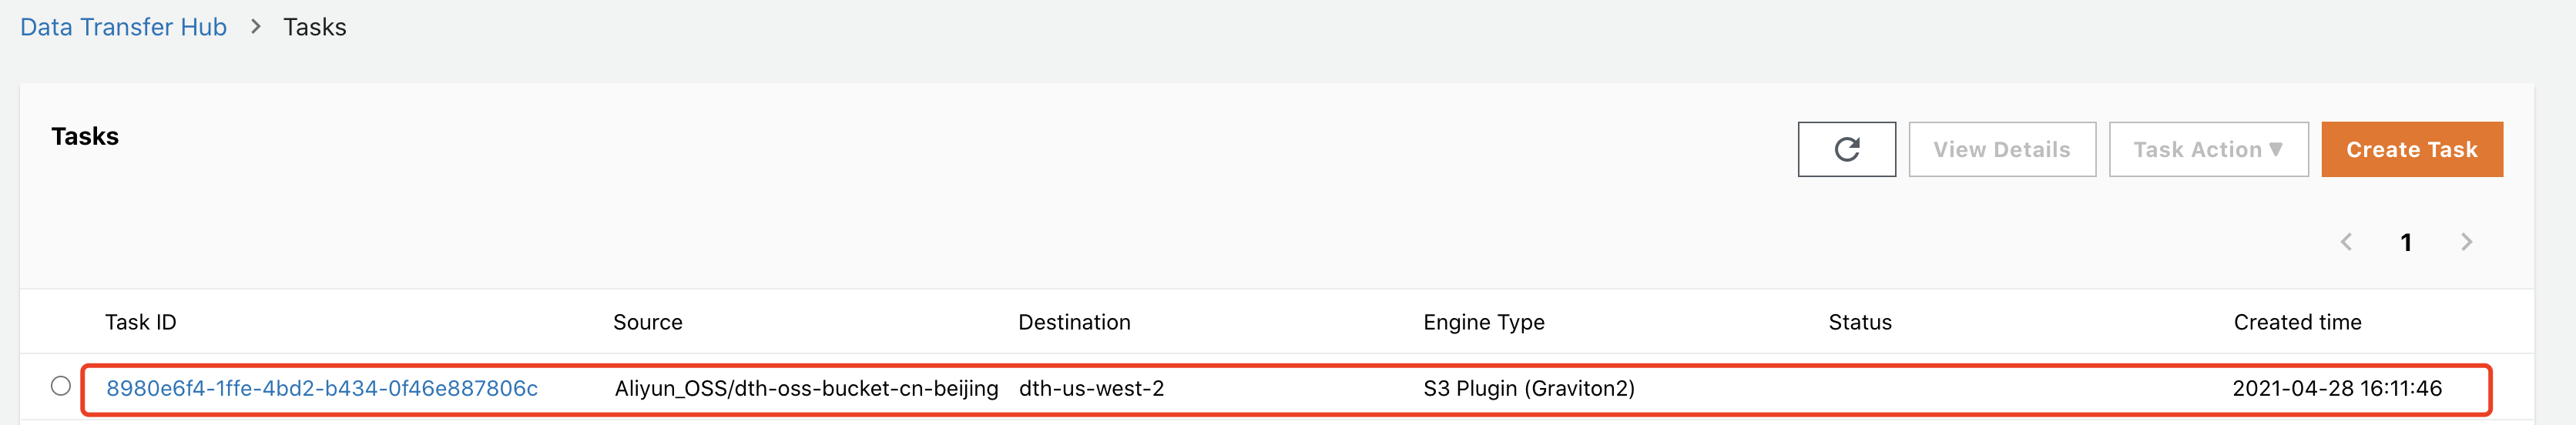 Data Transfer Hub > Tasks
Tasks
View Details Task Action ▼ Create Task
< 1 >
Task ID Source Destination Engine Type Status Created time
8980e6f4-1ffe-4bd2-b434-0f46e887806c Aliyun_OSS/dth-oss-bucket-cn-beijing dth-us-west-2 S3 Plugin (Graviton2) 2021-04-28 16:11:46